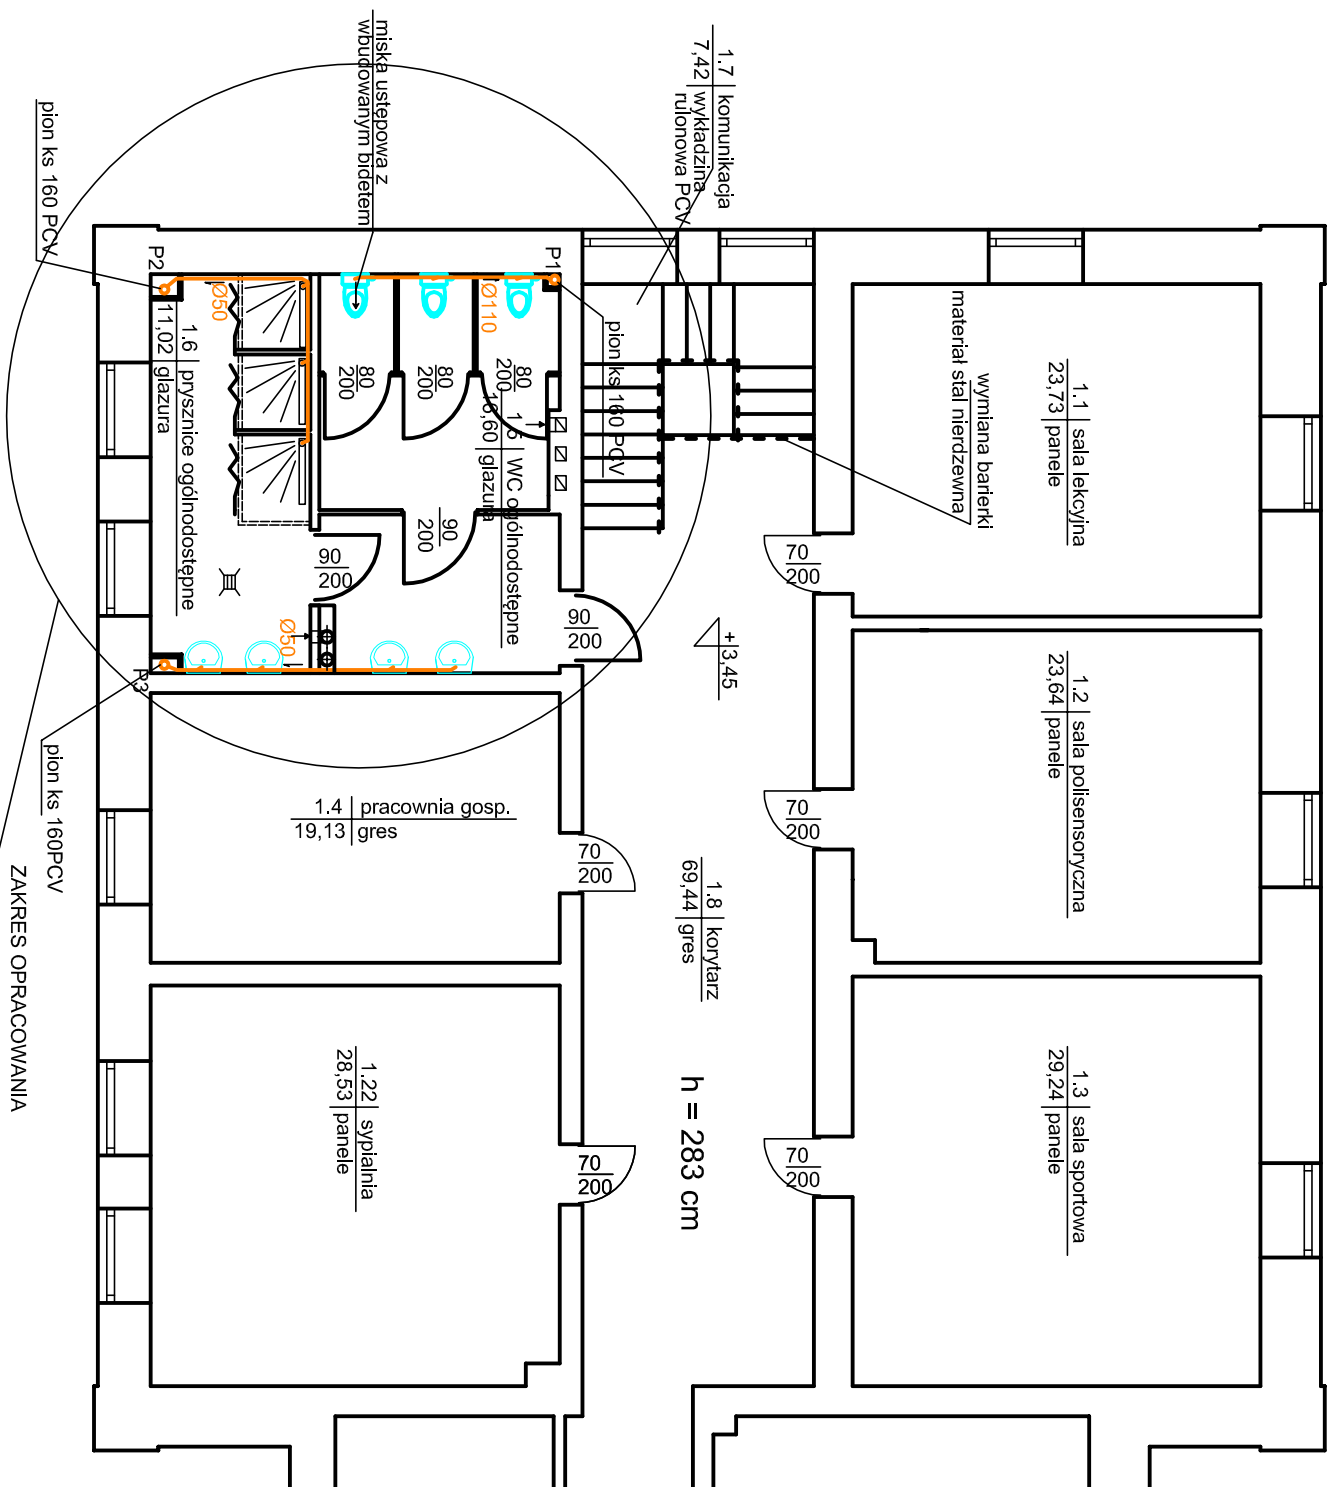 miska ustępowa z
wbudowanym bidetem
1.7 komunikacja
7,42 wykładzina
rulonowa PCV
pion ks 160 PCV
P2
P1
Ø50
Ø110
pion ks 160 PCV
1.6 prysznice ogólnodostępne
11,02 glazura
80
200
80
200
80
200
1.5 WC ogólnodostępne
16,60 glazura
90
200
90
200
90
200
Ø50
P3
pion ks 160PCV
ZAKRES OPRACOWANIA
wymiana barierki
materiał stal nierdzewna
1.1 sala lekcyjna
23,73 panele
70
200
+3,45
1.2 sala polisensoryczna
23,64 panele
70
200
1.4 pracownia gosp.
19,13 gres
70
200
1.8 korytarz
69,44 gres
h = 283 cm
1.3 sala sportowa
29,24 panele
70
200
1.22 sypialnia
28,53 panele
70
200